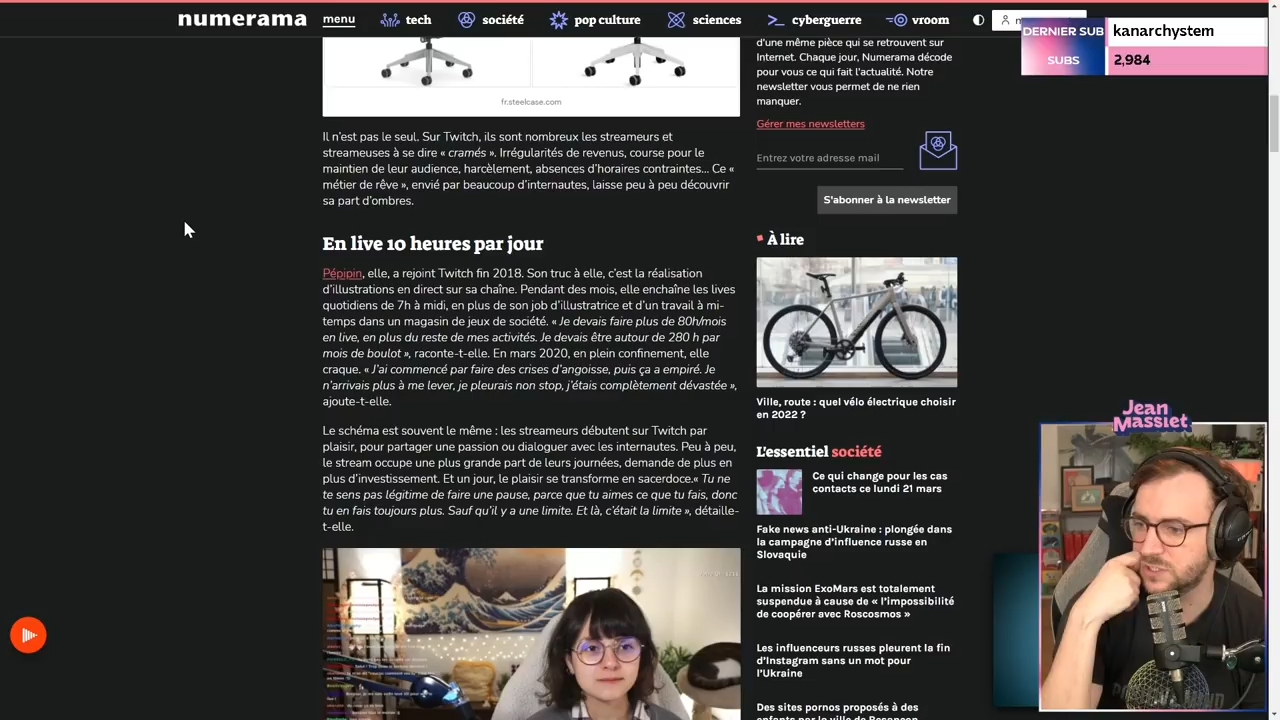 numerama
menu
tech
société
pop culture
sciences
cyberguerre
vroom
DERNIER SUB
kanarchystem
SUBS
2,984
fr.steelcase.com
Il n’est pas le seul. Sur Twitch, ils sont nombreux les streameurs et
streameuses à se dire « cramés ». Irrégularités de revenus, course pour le
maintien de leur audience, harcèlement, absences d’horaires contraintes… Ce «
métier de rêve », envié par beaucoup d’internautes, laisse peu à peu découvrir
sa part d’ombres.
En live 10 heures par jour
Pépipin, elle, a rejoint Twitch fin 2018. Son truc à elle, c’est la réalisation
d’illustrations en direct sur sa chaîne. Pendant des mois, elle enchaîne les lives
quotidiens de 7h à midi, en plus de son job d’illustratrice et d’un travail à mi-
temps dans un magasin de jeux de société. « Je devais faire plus de 80h/mois
en live, en plus du reste de mes activités. Je devais être autour de 280 h par
mois de boulot », raconte-t-elle. En mars 2020, en plein confinement, elle
craque. « J’ai commencé par faire des crises d’angoisse, puis ça a empiré. Je
n’arrivais plus à me lever, je pleurais non stop, j’étais complètement dévastée »,
ajoute-t-elle.
Le schéma est souvent le même : les streameurs débutent sur Twitch par
plaisir, pour partager une passion ou dialoguer avec les internautes. Peu à peu,
le stream occupe une plus grande part de leurs journées, demande de plus en
plus d’investissement. Et un jour, le plaisir se transforme en sacerdoce.« Tu ne
te sens pas légitime de faire une pause, parce que tu aimes ce que tu fais, donc
tu en fais toujours plus. Sauf qu’il y a une limite. Et là, c’était la limite », détaille-
t-elle.
d'une même pièce qui se retrouvent sur
Internet. Chaque jour, Numerama décode
pour vous ce qui fait l'actualité. Notre
newsletter vous permet de ne rien
manquer.
Gérer mes newsletters
Entrez votre adresse mail
S'abonner à la newsletter
À lire
Ville, route : quel vélo électrique choisir
en 2022 ?
L'essentiel société
Ce qui change pour les cas
contacts ce lundi 21 mars
Fake news anti-Ukraine : plongée dans
la campagne d’influence russe en
Slovaquie
La mission ExoMars est totalement
suspendue à cause de « l’impossibilité
de coopérer avec Roscosmos »
Les influenceurs russes pleurent la fin
d’Instagram sans un mot pour
l’Ukraine
Des sites pornos proposés à des
Jean
Massiet